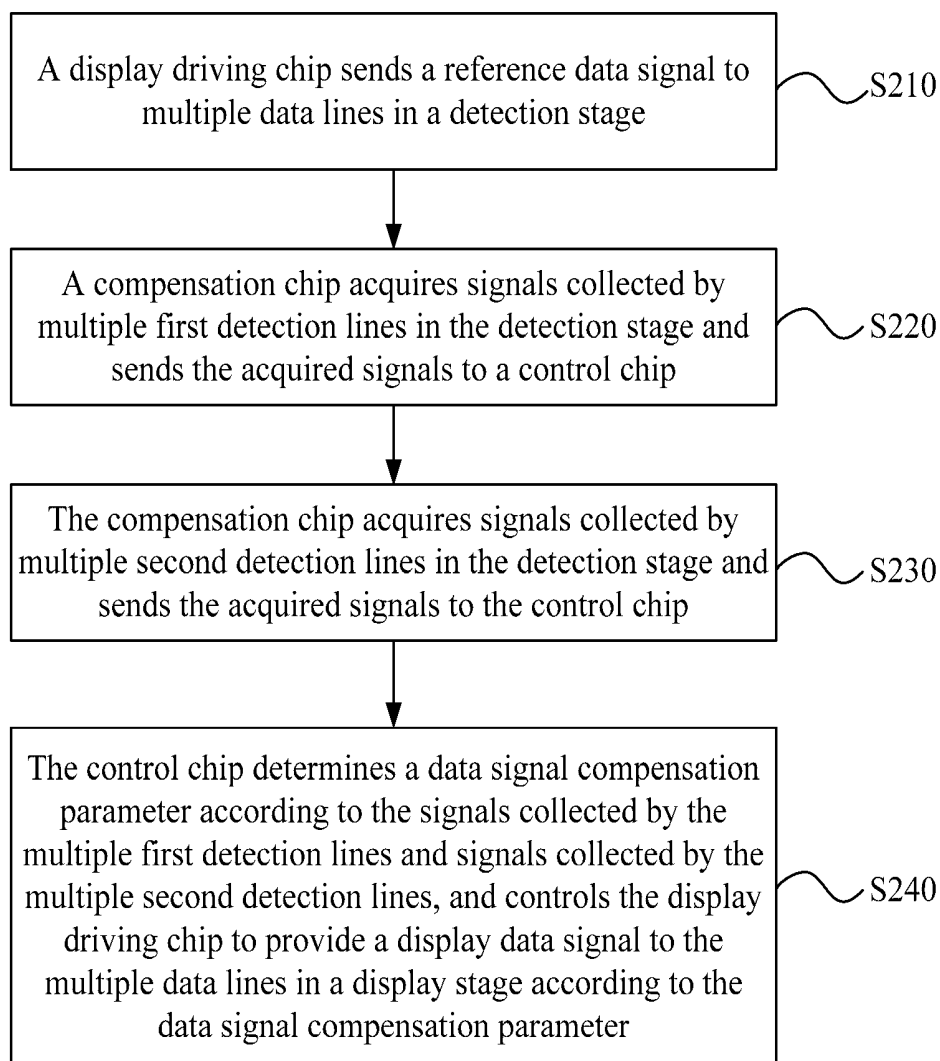 A display driving chip sends a reference data signal to
multiple data lines in a detection stage
S210
A compensation chip acquires signals collected by
multiple first detection lines in the detection stage and
sends the acquired signals to a control chip
S220
The compensation chip acquires signals collected by
multiple second detection lines in the detection stage and
sends the acquired signals to the control chip
S230
The control chip determines a data signal compensation
parameter according to the signals collected by the
multiple first detection lines and signals collected by the
multiple second detection lines, and controls the display
driving chip to provide a display data signal to the
multiple data lines in a display stage according to the
data signal compensation parameter
S240